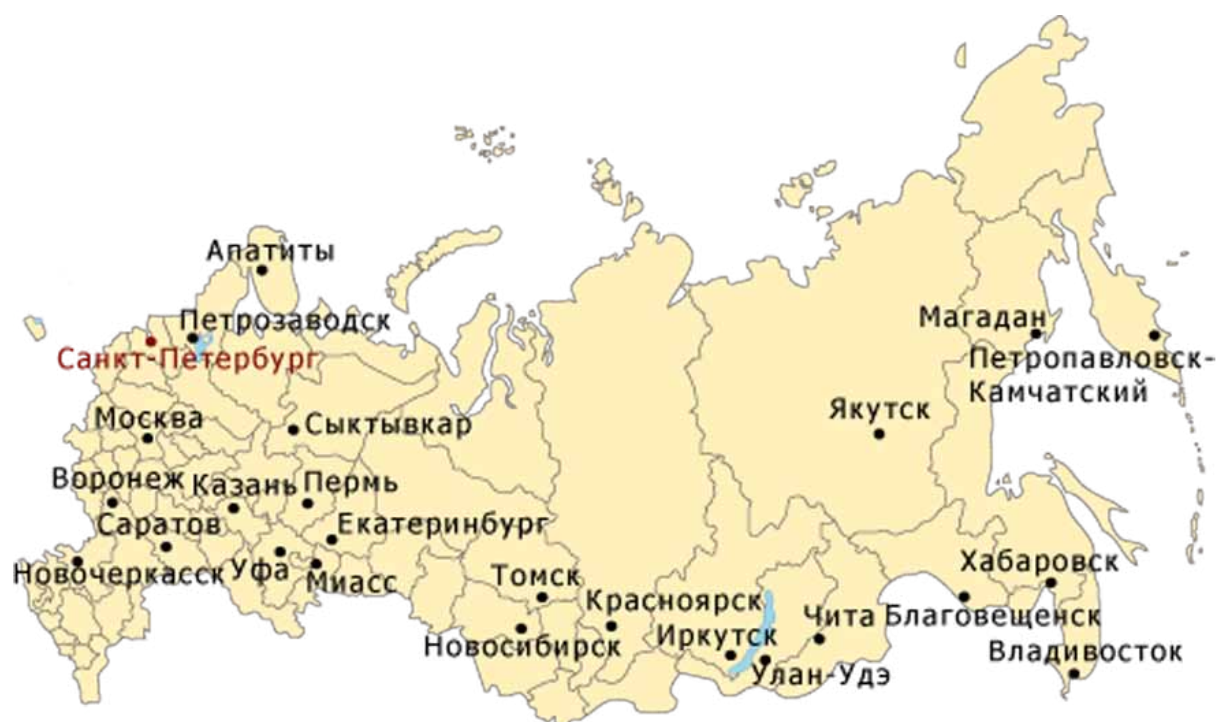 Апатиты
Магадан
Петрозаводск
Санкт-Петербург
Петропавловск-
Камчатский
Якутск
Москва
Сыктывкар
Воронеж
Казань
Пермь
Саратов
Екатеринбург
Хабаровск
Новочеркасск
Уфа
Миасс
Томск
Красноярск
Чита
Благовещенск
Новосибирск
Иркутск
Владивосток
Улан-Удэ